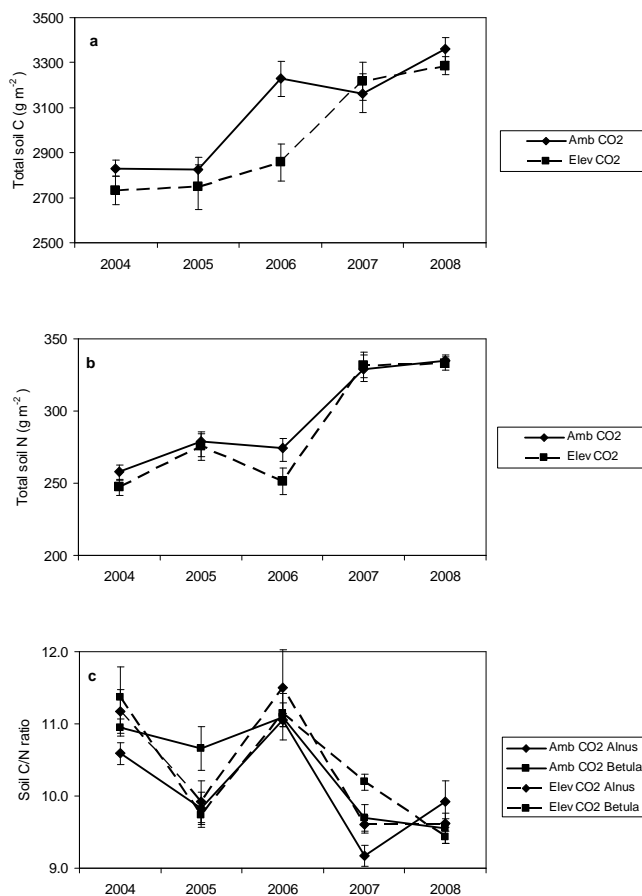 a
Total soil C (g m-2)
3500
3300
3100
2900
2700
2500
2004 2005 2006 2007 2008
Amb CO2
Elev CO2
b
Total soil N (g m-2)
350
300
250
200
2004 2005 2006 2007 2008
Amb CO2
Elev CO2
c
Soil C/N ratio
12.0
11.0
10.0
9.0
2004 2005 2006 2007 2008
Amb CO2 Alnus
Amb CO2 Betula
Elev CO2 Alnus
Elev CO2 Betula